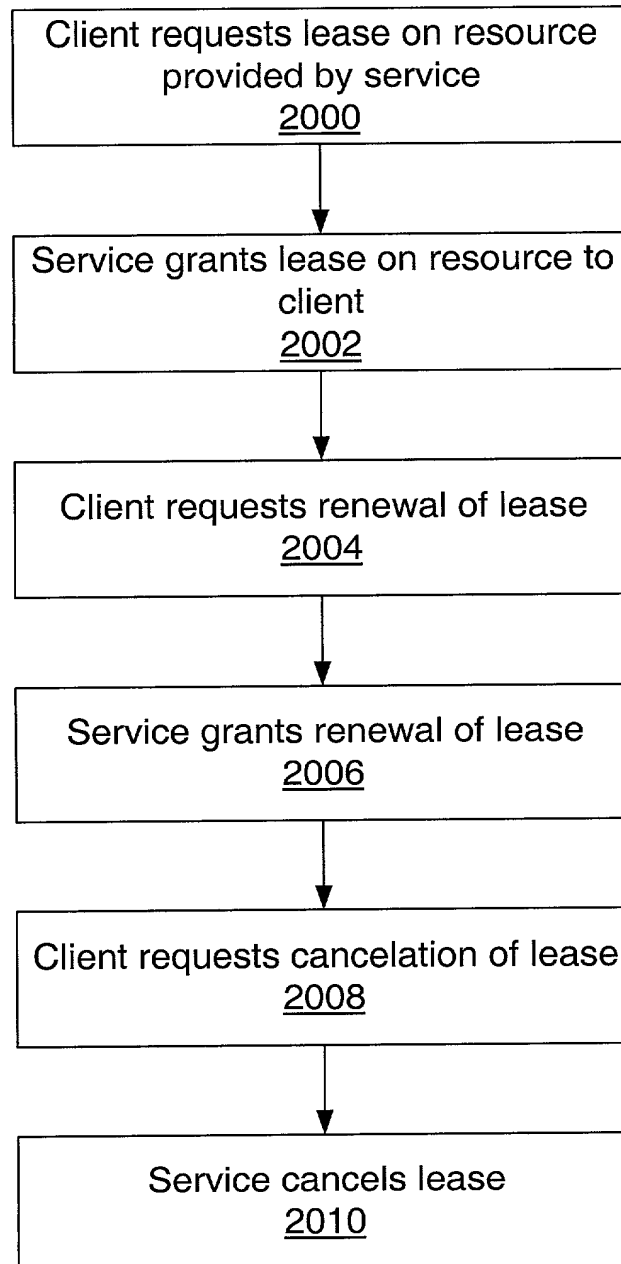 Client requests lease on resource
provided by service
2000
Service grants lease on resource to
client
2002
Client requests renewal of lease
2004
Service grants renewal of lease
2006
Client requests cancelation of lease
2008
Service cancels lease
2010